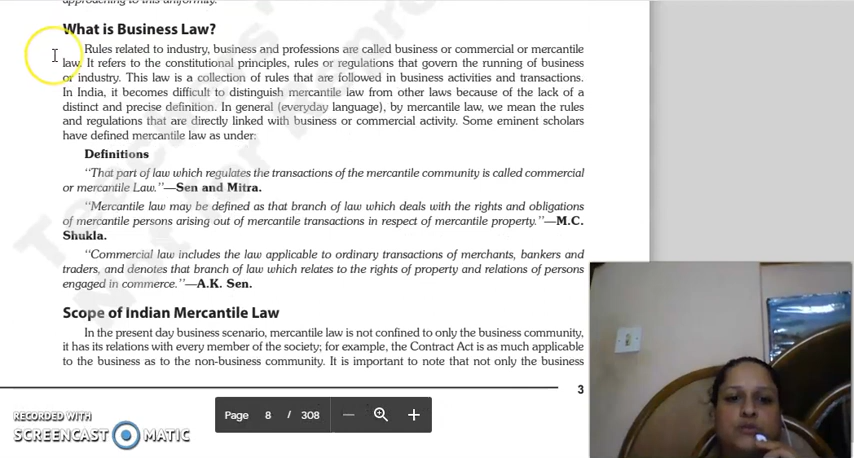 approaching to this uniformity.
What is Business Law?
Rules related to industry, business and professions are called business or commercial or mercantile
law. It refers to the constitutional principles, rules or regulations that govern the running of business
or industry. This law is a collection of rules that are followed in business activities and transactions.
In India, it becomes difficult to distinguish mercantile law from other laws because of the lack of a
distinct and precise definition. In general (everyday language), by mercantile law, we mean the rules
and regulations that are directly linked with business or commercial activity. Some eminent scholars
have defined mercantile law as under:
Definitions
“That part of law which regulates the transactions of the mercantile community is called commercial
or mercantile Law.”—Sen and Mitra.
“Mercantile law may be defined as that branch of law which deals with the rights and obligations
of mercantile persons arising out of mercantile transactions in respect of mercantile property.”—M.C.
Shukla.
“Commercial law includes the law applicable to ordinary transactions of merchants, bankers and
traders, and denotes that branch of law which relates to the rights of property and relations of persons
engaged in commerce.”—A.K. Sen.
Scope of Indian Mercantile Law
In the present day business scenario, mercantile law is not confined to only the business community,
it has its relations with every member of the society; for example, the Contract Act is as much applicable
to the business as to the non-business community. It is important to note that not only the business
3
Page 8 / 308
RECORDED WITH
SCREENCAST MATIC